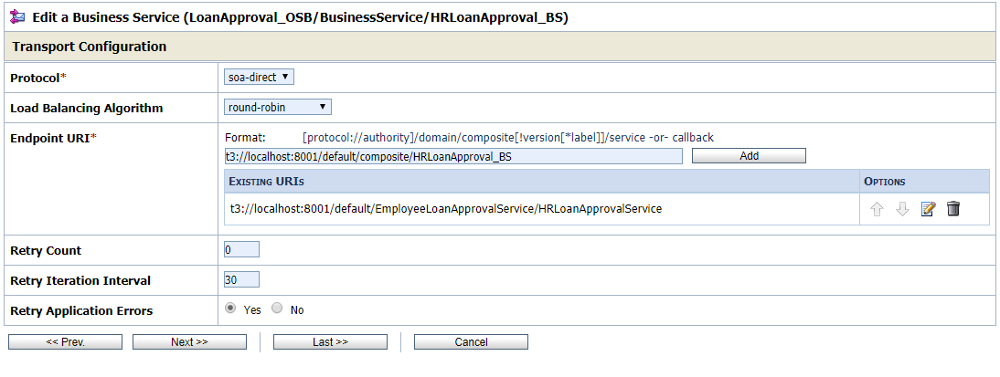 Edit a Business Service (LoanApproval_OSB/BusinessService/HRLoanApproval_BS)
Transport Configuration
Protocol* soa-direct
Load Balancing Algorithm round-robin
Endpoint URI* Format: [protocol://authority]/domain/composite[!version[*label]]/service -or- callback
t3://localhost:8001/default/composite/HRLoanApproval_BS Add
EXISTING URIS OPTIONS
t3://localhost:8001/default/EmployeeLoanApprovalService/HRLoanApprovalService
Retry Count 0
Retry Iteration Interval 30
Retry Application Errors Yes No
<< Prev. Next >> Last >> Cancel